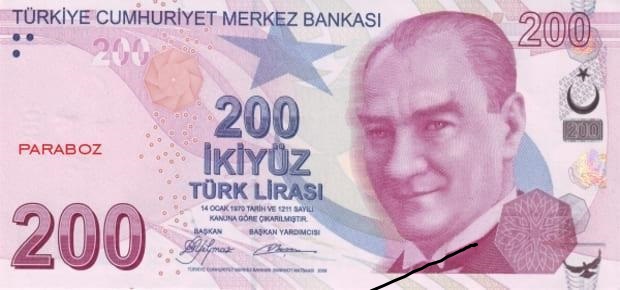 TÜRKİYE CUMHURİYET MERKEZ BANKASI
200
200
PARABOZ
200
İKİYÜZ
TÜRK LİRASI
14 OCAK 1970 TARİH VE 1211 SAYILI
KANUNA GÖRE ÇIKARILMIŞTIR.
BAŞKAN BAŞKAN YARDIMCISI
200
200